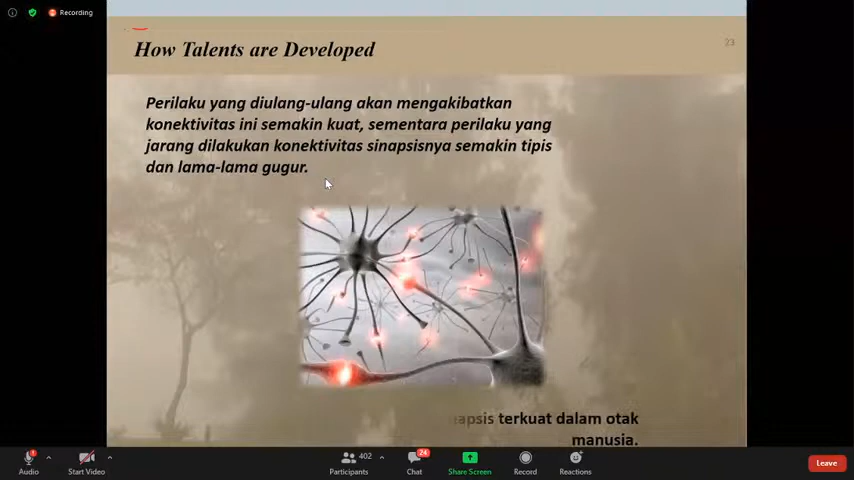 Recording
How Talents are Developed
23
Perilaku yang diulang-ulang akan mengakibatkan
konektivitas ini semakin kuat, sementara perilaku yang
jarang dilakukan konektivitas sinapsisnya semakin tipis
dan lama-lama gugur.
terkuat dalam otak
manusia.
402
24
Audio
Start Video
Participants
Chat
Share Screen
Record
Reactions
Leave